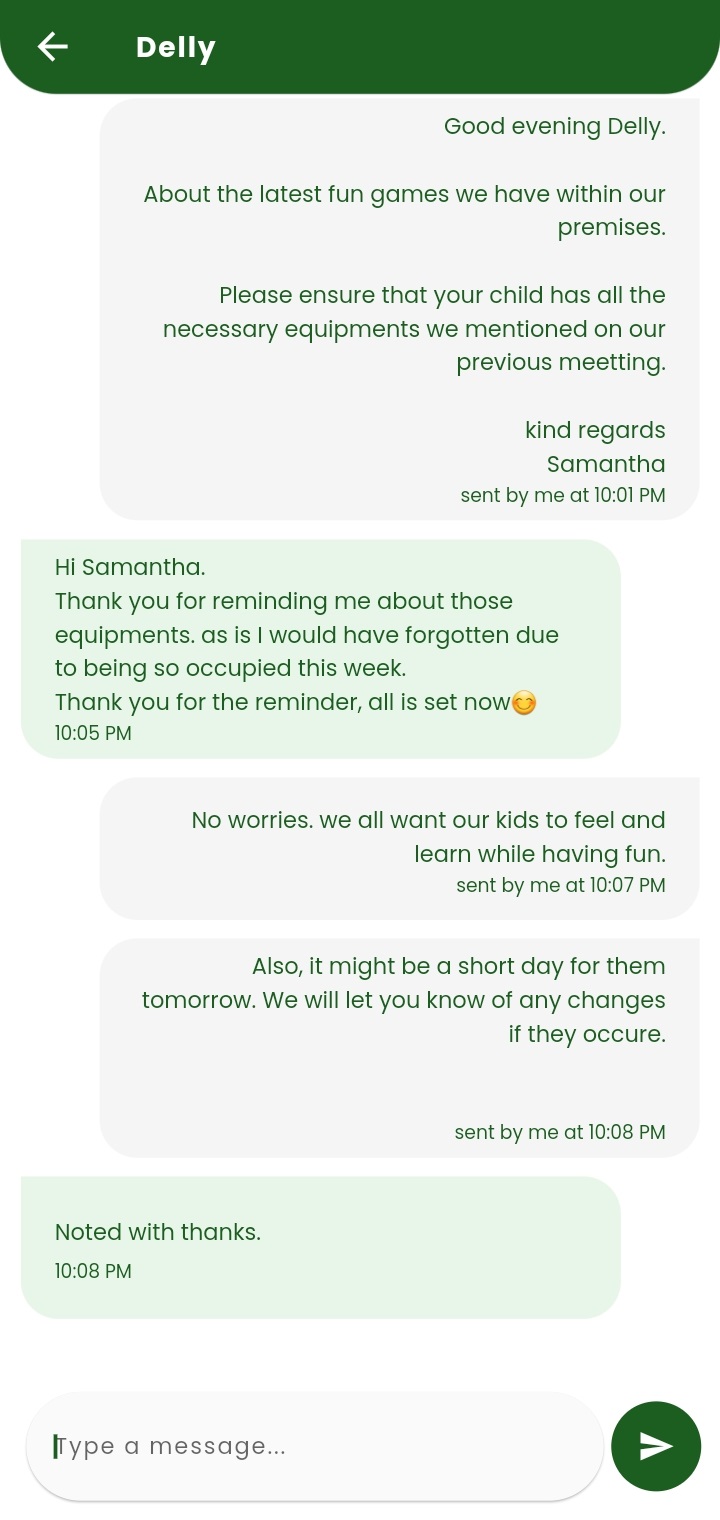 Delly
Good evening Delly.
About the latest fun games we have within our
premises.
Please ensure that your child has all the
necessary equipments we mentioned on our
previous meetting.
kind regards
Samantha
sent by me at 10:01 PM
Hi Samantha.
Thank you for reminding me about those
equipments. as is I would have forgotten due
to being so occupied this week.
Thank you for the reminder, all is set now😊
10:05 PM
No worries. we all want our kids to feel and
learn while having fun.
sent by me at 10:07 PM
Also, it might be a short day for them
tomorrow. We will let you know of any changes
if they occure.
sent by me at 10:08 PM
Noted with thanks.
10:08 PM
Type a message...